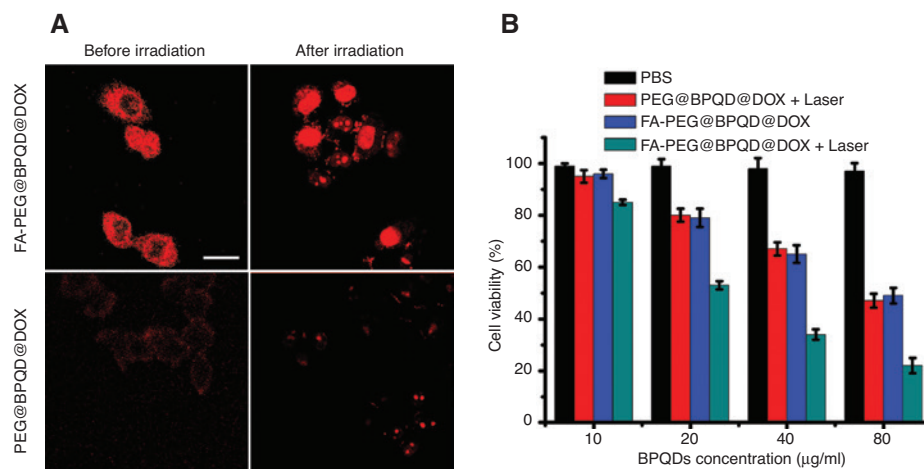 A
Before irradiation
After irradiation
FA-PEG@BPQD@DOX
PEG@BPQD@DOX
B
PBS
PEG@BPQD@DOX + Laser
FA-PEG@BPQD@DOX
FA-PEG@BPQD@DOX + Laser
Cell viability (%)
100
80
60
40
20
0
10 20 40 80
BPQDs concentration (μg/ml)